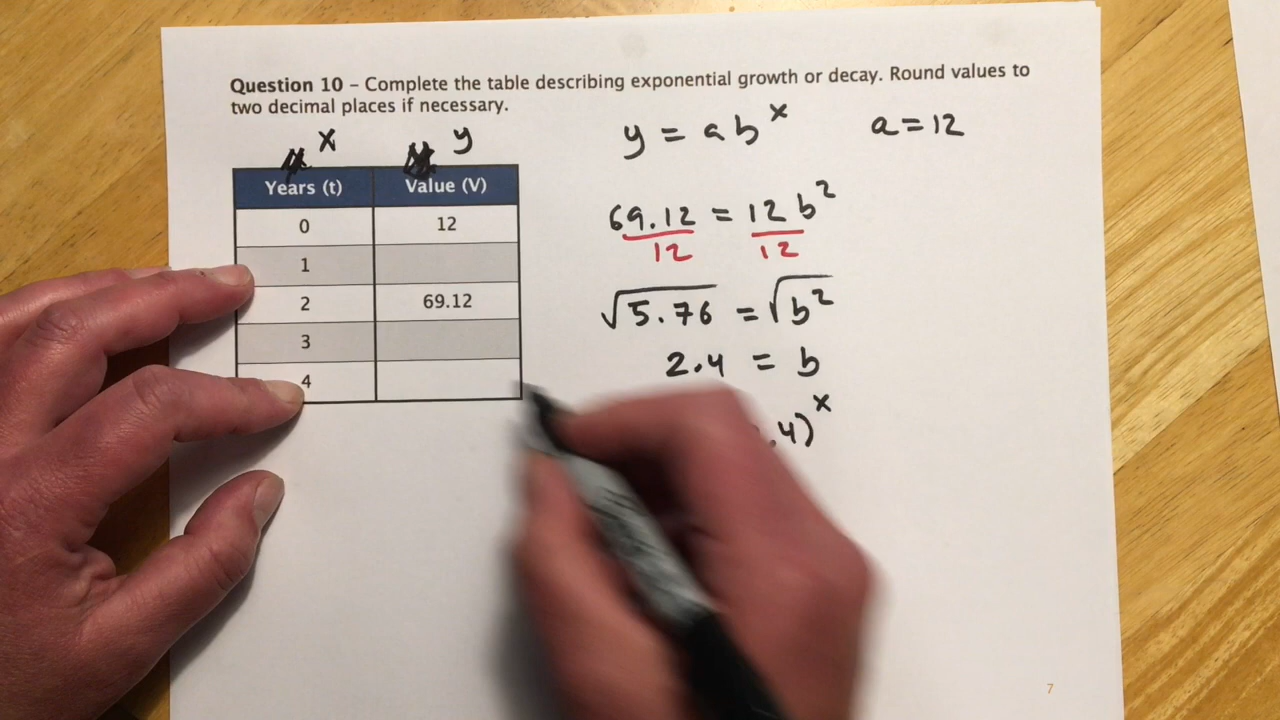 Question 10 – Complete the table describing exponential growth or decay. Round values to
two decimal places if necessary.
x y
Years (t) Value (V)
0 12
1
2 69.12
3
4
y = ab^x a = 12
69.12 = 12b^2
12 12
√5.76 = √b^2
2.4 = b
.4)^x
7